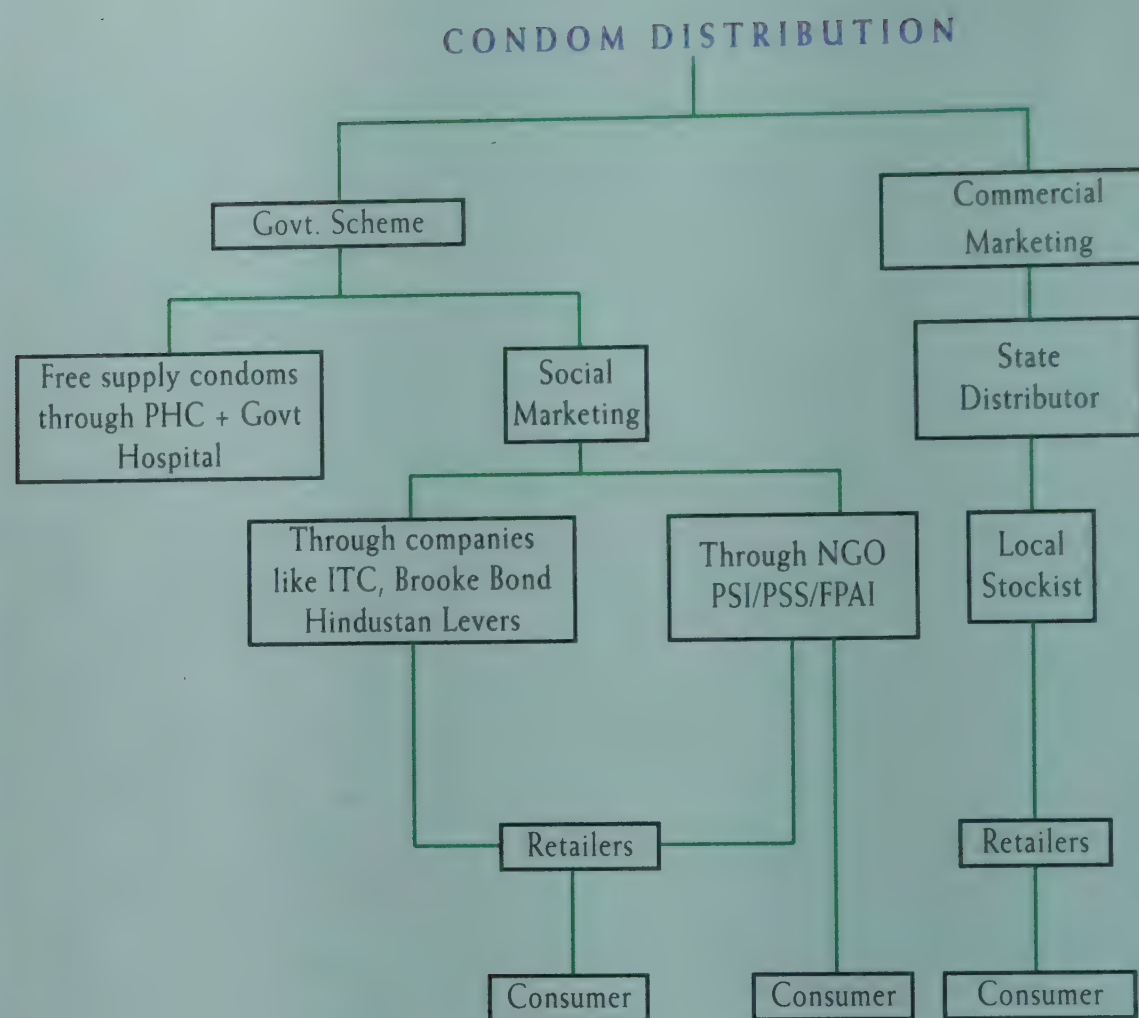 CONDOM DISTRIBUTION
Govt. Scheme
Commercial
Marketing
Free supply condoms
through PHC + Govt
Hospital
Social
Marketing
State
Distributor
Through companies
like ITC, Brooke Bond
Hindustan Levers
Through NGO
PSI/PSS/FPAI
Local
Stockist
Retailers
Retailers
Consumer
Consumer
Consumer